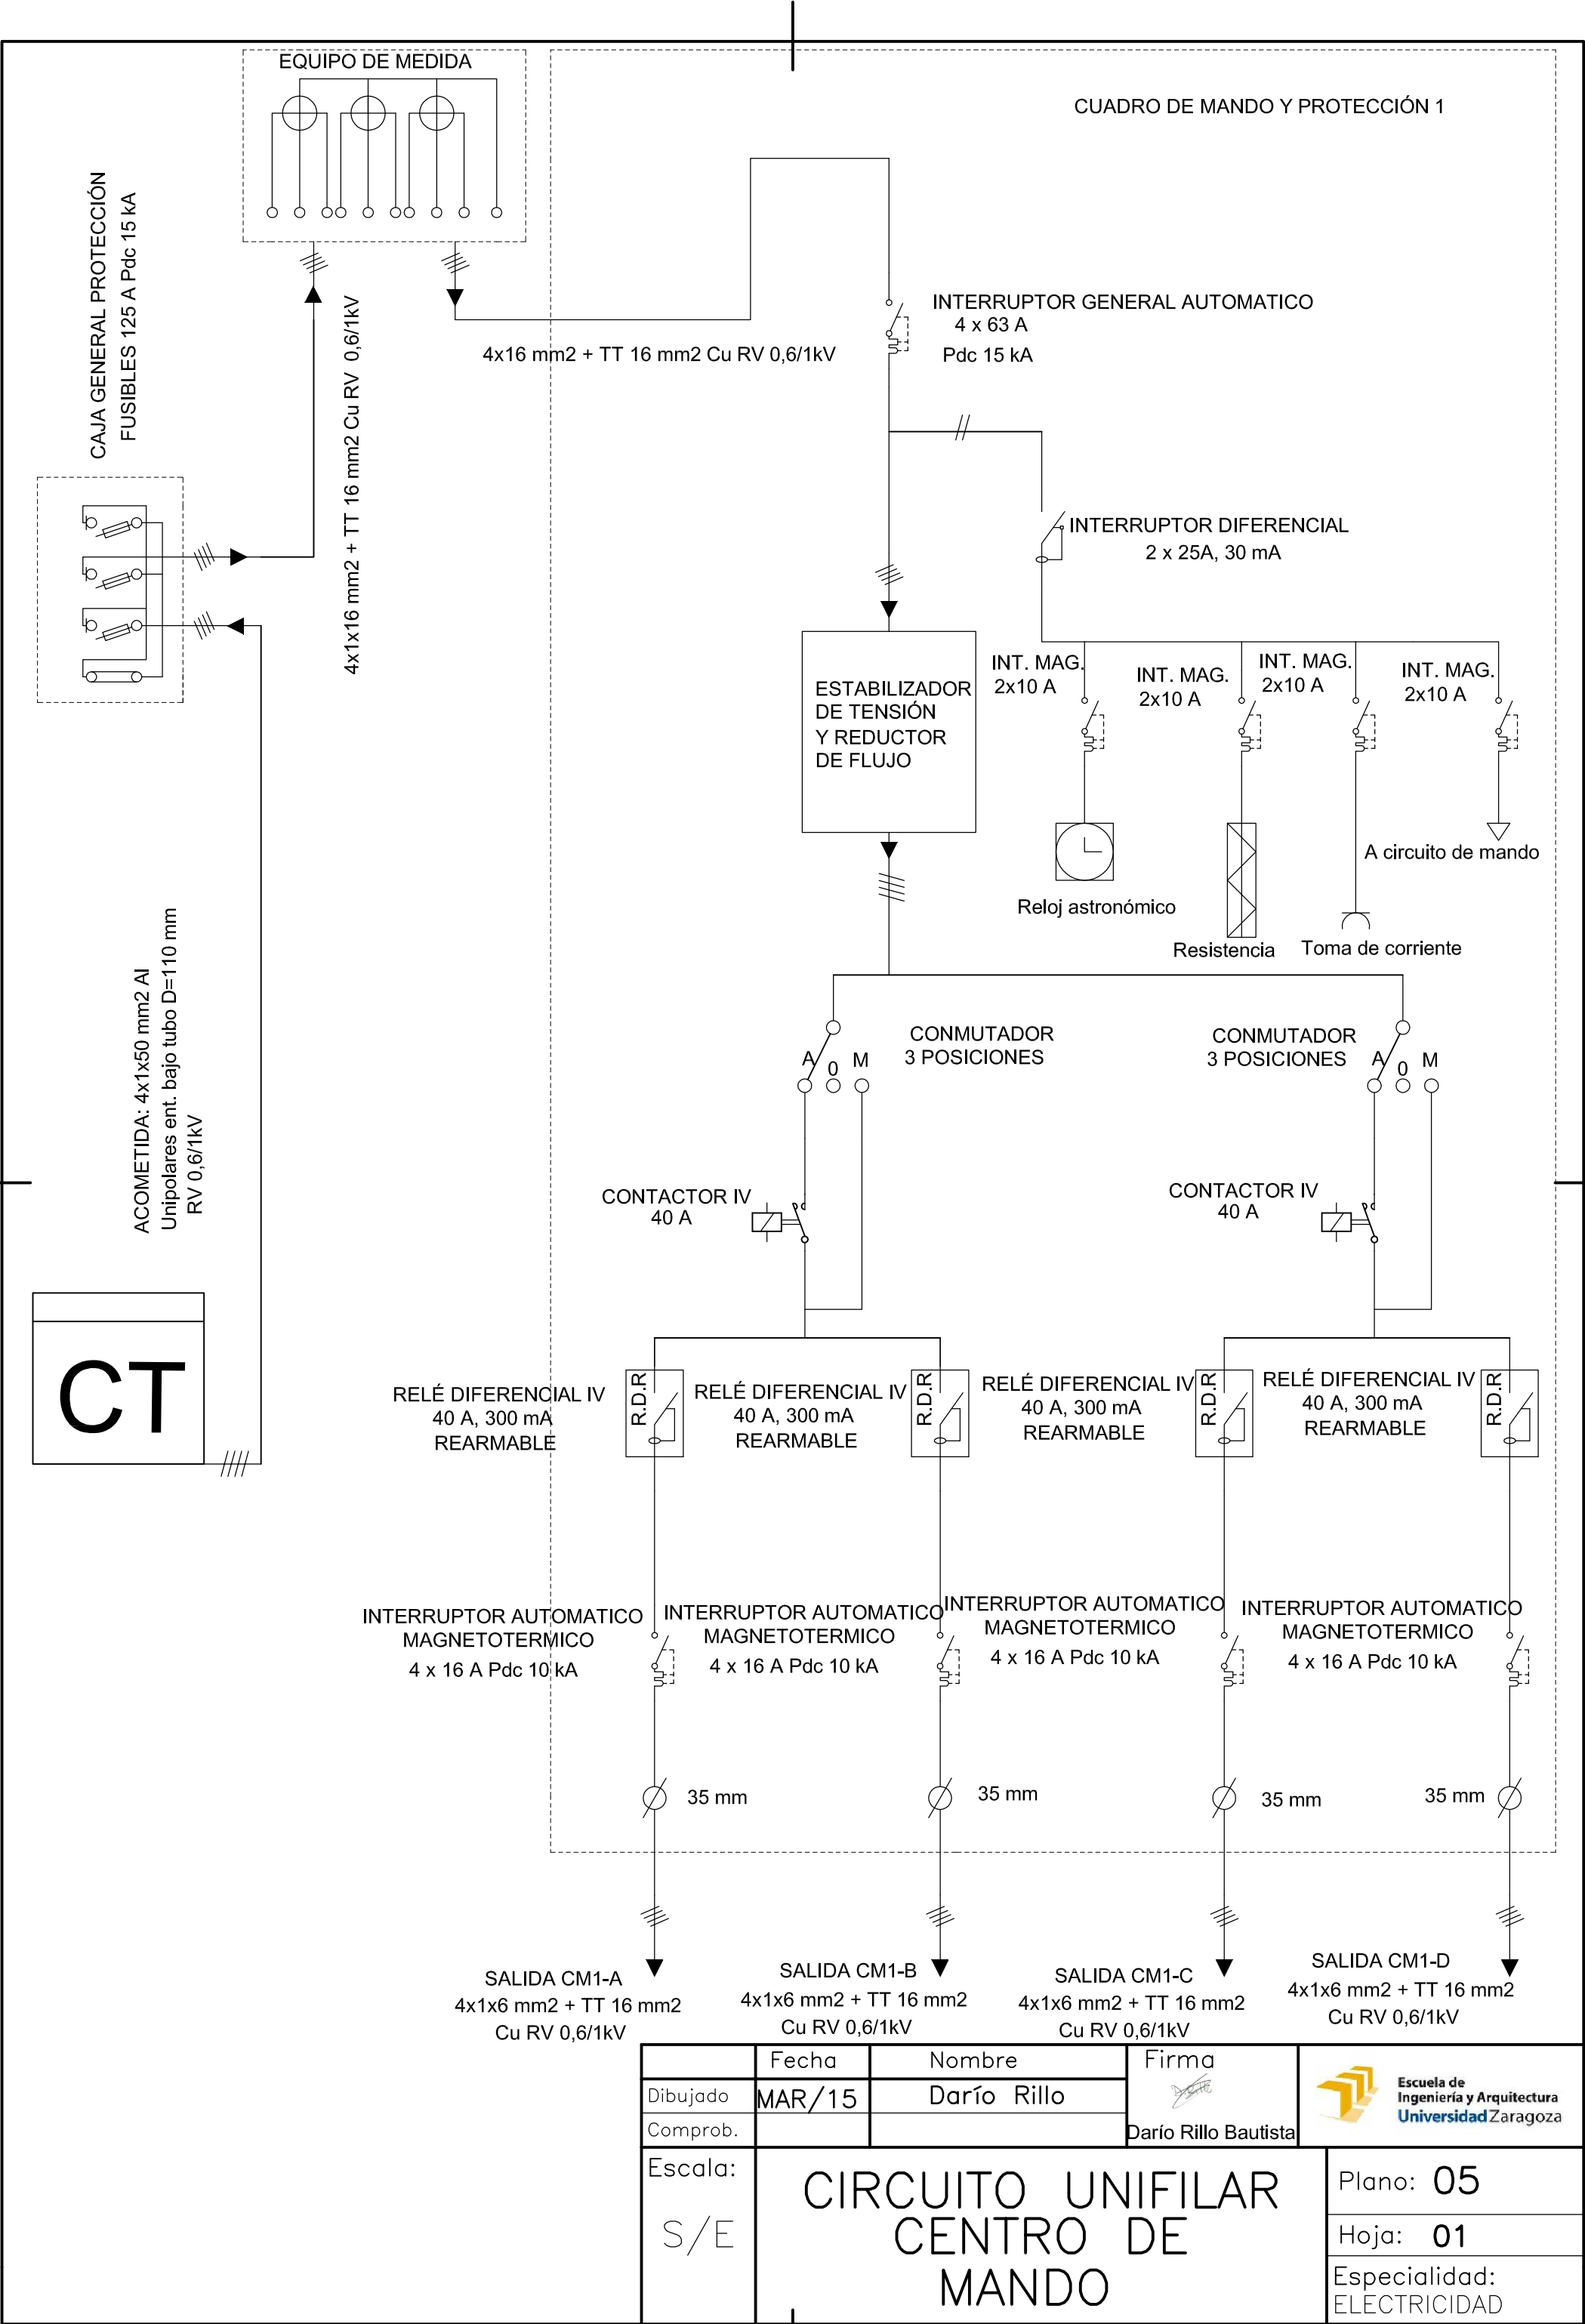 EQUIPO DE MEDIDA
CUADRO DE MANDO Y PROTECCIÓN 1
CAJA GENERAL PROTECCIÓN
FUSIBLES 125 A Pdc 15 kA
4x1x16 mm2 + TT 16 mm2 Cu RV 0,6/1kV
4x16 mm2 + TT 16 mm2 Cu RV 0,6/1kV
INTERRUPTOR GENERAL AUTOMATICO
4 x 63 A
Pdc 15 kA
INTERRUPTOR DIFERENCIAL
2 x 25A, 30 mA
ESTABILIZADOR
DE TENSIÓN
Y REDUCTOR
DE FLUJO
INT. MAG.
2x10 A
INT. MAG.
2x10 A
INT. MAG.
2x10 A
INT. MAG.
2x10 A
Reloj astronómico
Resistencia
Toma de corriente
A circuito de mando
ACOMETIDA: 4x1x50 mm2 Al
Unipolares ent. bajo tubo D=110 mm
RV 0,6/1kV
CT
CONMUTADOR
3 POSICIONES
A 0 M
CONMUTADOR
3 POSICIONES
A 0 M
CONTACTOR IV
40 A
CONTACTOR IV
40 A
RELÉ DIFERENCIAL IV
40 A, 300 mA
REARMABLE
R.D.R
RELÉ DIFERENCIAL IV
40 A, 300 mA
REARMABLE
R.D.R
RELÉ DIFERENCIAL IV
40 A, 300 mA
REARMABLE
R.D.R
RELÉ DIFERENCIAL IV
40 A, 300 mA
REARMABLE
R.D.R
INTERRUPTOR AUTOMATICO
MAGNETOTERMICO
4 x 16 A Pdc 10 kA
INTERRUPTOR AUTOMATICO
MAGNETOTERMICO
4 x 16 A Pdc 10 kA
INTERRUPTOR AUTOMATICO
MAGNETOTERMICO
4 x 16 A Pdc 10 kA
INTERRUPTOR AUTOMATICO
MAGNETOTERMICO
4 x 16 A Pdc 10 kA
35 mm
35 mm
35 mm
35 mm
SALIDA CM1-A
4x1x6 mm2 + TT 16 mm2
Cu RV 0,6/1kV
SALIDA CM1-B
4x1x6 mm2 + TT 16 mm2
Cu RV 0,6/1kV
SALIDA CM1-C
4x1x6 mm2 + TT 16 mm2
Cu RV 0,6/1kV
SALIDA CM1-D
4x1x6 mm2 + TT 16 mm2
Cu RV 0,6/1kV
Fecha
Nombre
Firma
Dibujado
MAR/15
Darío Rillo
Comprob.
Darío Rillo Bautista
Escuela de
Ingeniería y Arquitectura
Universidad Zaragoza
Escala:
S/E
CIRCUITO UNIFILAR
CENTRO DE
MANDO
Plano: 05
Hoja: 01
Especialidad:
ELECTRICIDAD